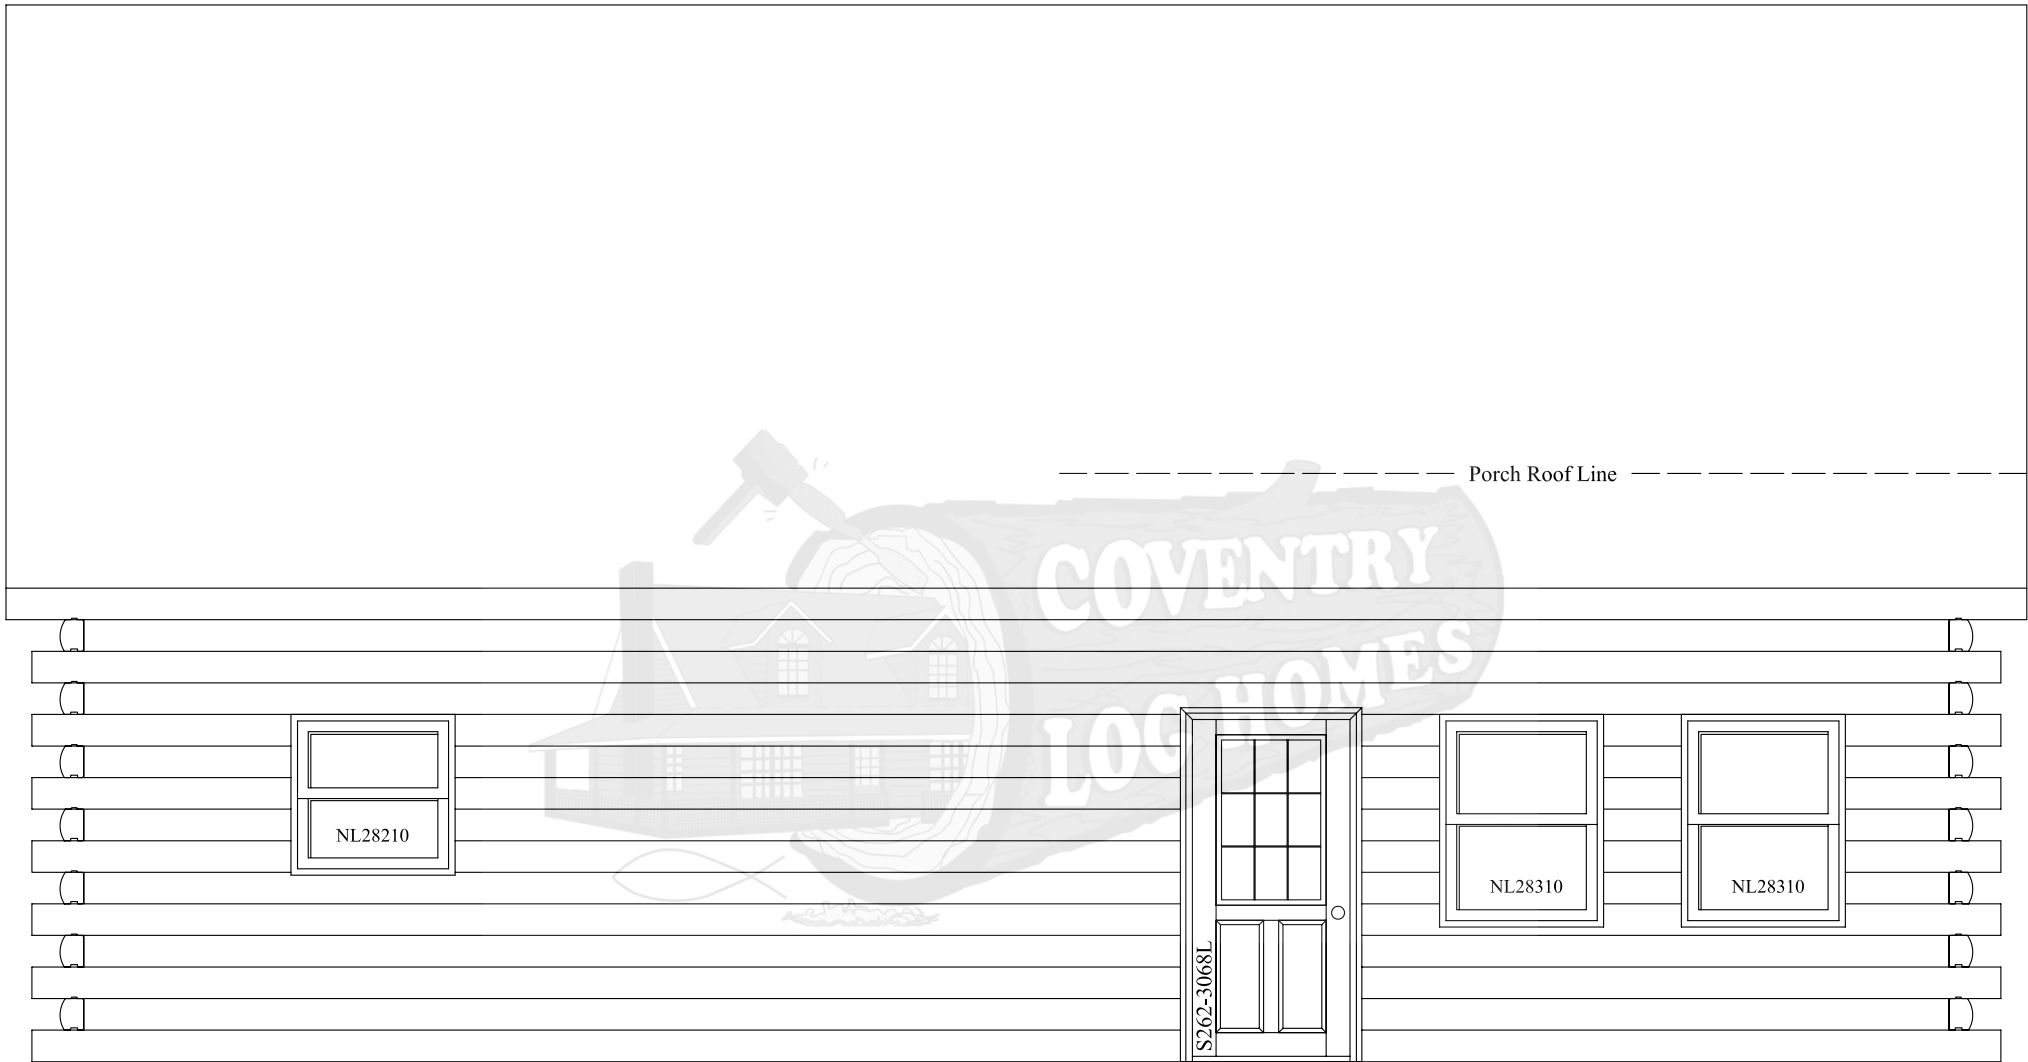 Porch Roof Line
COVENTRY
LOG HOMES
NL28210
NL28310
NL28310
S262-3068L